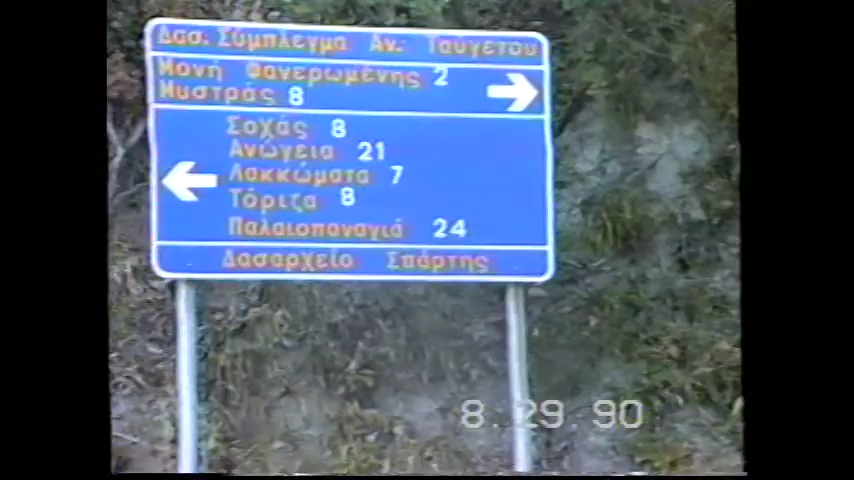 Δασ. Σύμπλεγμα Αν. Ταϋγέτου
Μονή Φανερωμένης 2
Μυστράς 8
Σοχάς 8
Ανώγεια 21
Λακκώματα 7
Τόριζα 8
Παλαιοπαναγιά 24
Δασαρχείο Σπάρτης
8.29.90